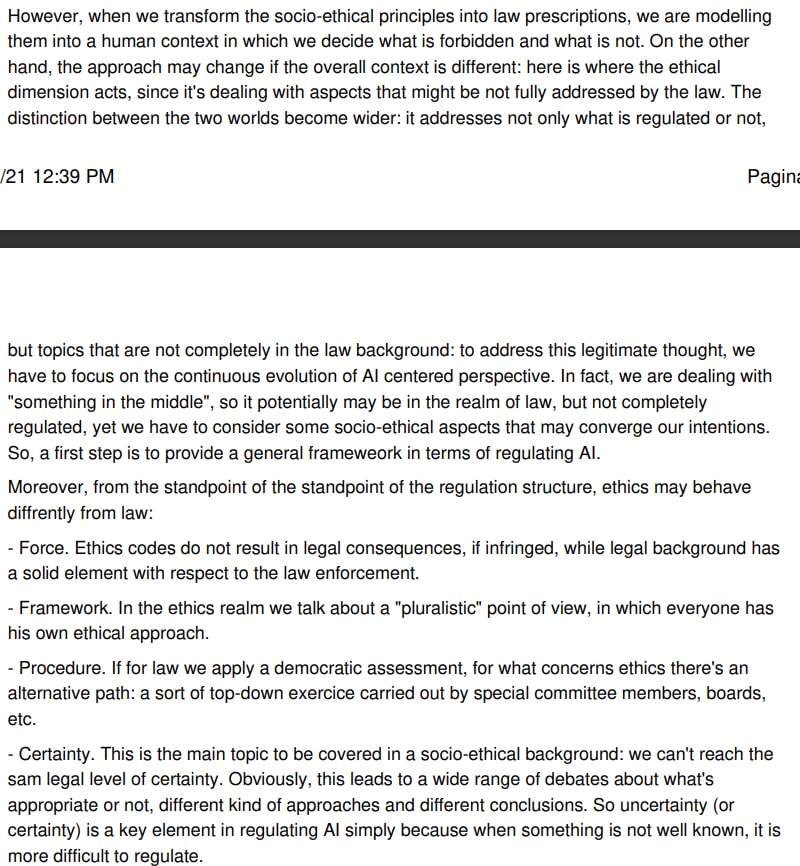 However, when we transform the socio-ethical principles into law prescriptions, we are modelling
them into a human context in which we decide what is forbidden and what is not. On the other
hand, the approach may change if the overall context is different: here is where the ethical
dimension acts, since it's dealing with aspects that might be not fully addressed by the law. The
distinction between the two worlds become wider: it addresses not only what is regulated or not,
/21 12:39 PM Pagina
but topics that are not completely in the law background: to address this legitimate thought, we
have to focus on the continuous evolution of AI centered perspective. In fact, we are dealing with
"something in the middle", so it potentially may be in the realm of law, but not completely
regulated, yet we have to consider some socio-ethical aspects that may converge our intentions.
So, a first step is to provide a general frameweork in terms of regulating AI.
Moreover, from the standpoint of the standpoint of the regulation structure, ethics may behave
diffrently from law:
- Force. Ethics codes do not result in legal consequences, if infringed, while legal background has
a solid element with respect to the law enforcement.
- Framework. In the ethics realm we talk about a "pluralistic" point of view, in which everyone has
his own ethical approach.
- Procedure. If for law we apply a democratic assessment, for what concerns ethics there's an
alternative path: a sort of top-down exercice carried out by special committee members, boards,
etc.
- Certainty. This is the main topic to be covered in a socio-ethical background: we can't reach the
sam legal level of certainty. Obviously, this leads to a wide range of debates about what's
appropriate or not, different kind of approaches and different conclusions. So uncertainty (or
certainty) is a key element in regulating AI simply because when something is not well known, it is
more difficult to regulate.